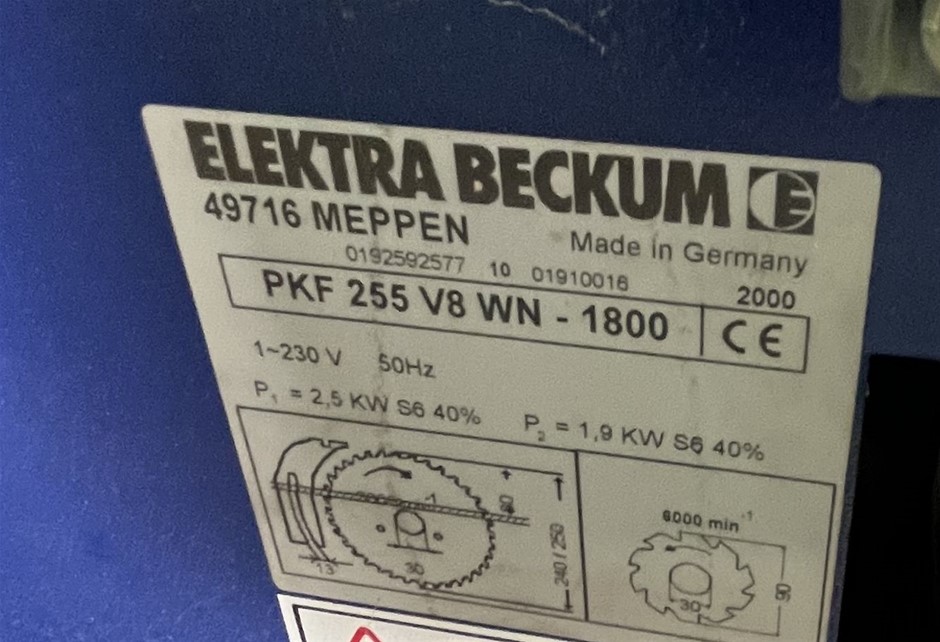 ELEKTRA BECKUM E
49716 MEPPEN
Made in Germany
0192592577 10 01910016
2000
PKF 255 V8 WN - 1800 CE
1~230 V 50Hz
P₁ = 2,5 KW S6 40% P₂ = 1,9 KW S6 40%
80
240/250
13
30
6000 min⁻¹
30
90